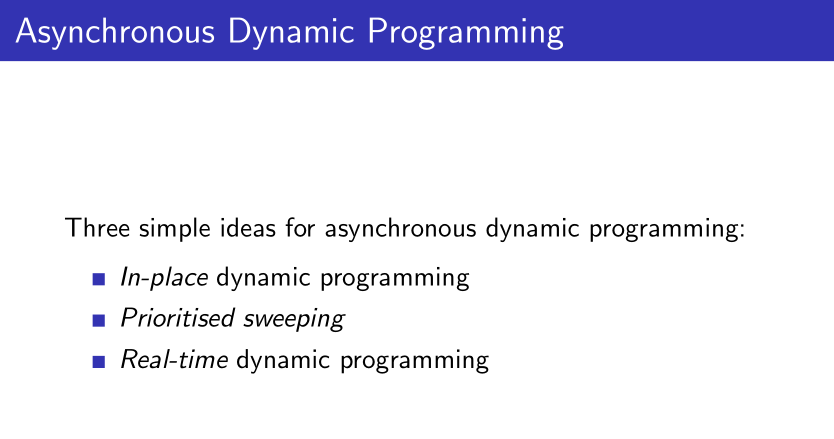 Asynchronous Dynamic Programming
Three simple ideas for asynchronous dynamic programming:
In-place dynamic programming
Prioritised sweeping
Real-time dynamic programming